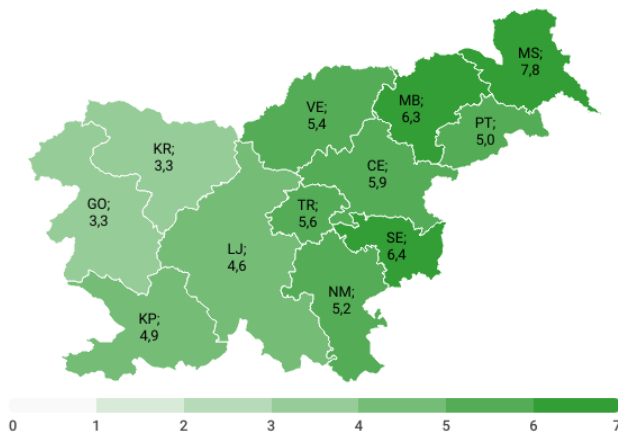 MS;
7,8
VE;
5,4
MB;
6,3
PT;
5,0
KR;
3,3
CE;
5,9
GO;
3,3
TR;
5,6
LJ;
4,6
SE;
6,4
NM;
5,2
KP;
4,9
0 1 2 3 4 5 6 7